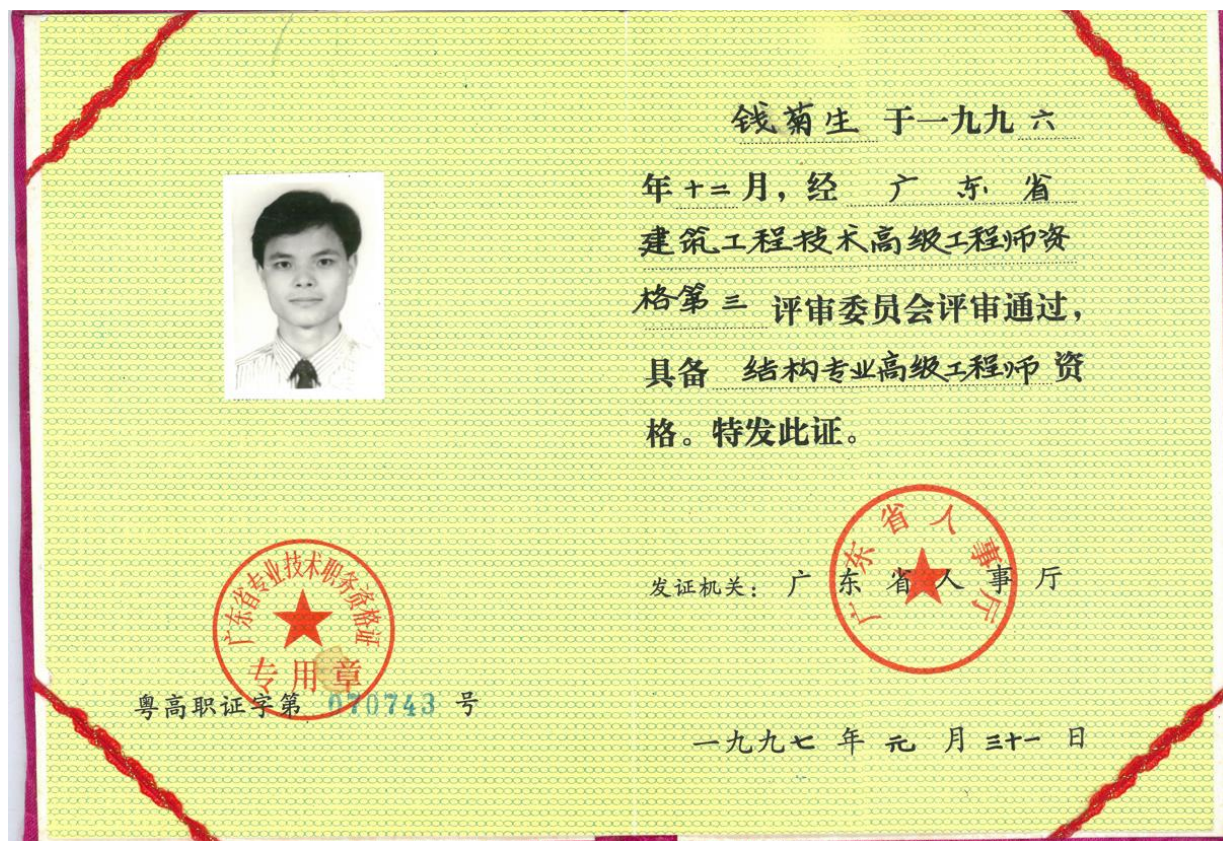 广东省专业技术职务资格证
专用章
粤高职证字第 070743 号
钱菊生 于一九九六
年十二月，经 广东省
建筑工程技术高级工程师资
格第三 评审委员会评审通过，
具备 结构专业高级工程师 资
格。特发此证。
广东省人事厅
发证机关：广东省人事厅
一九九七年元月三十一日